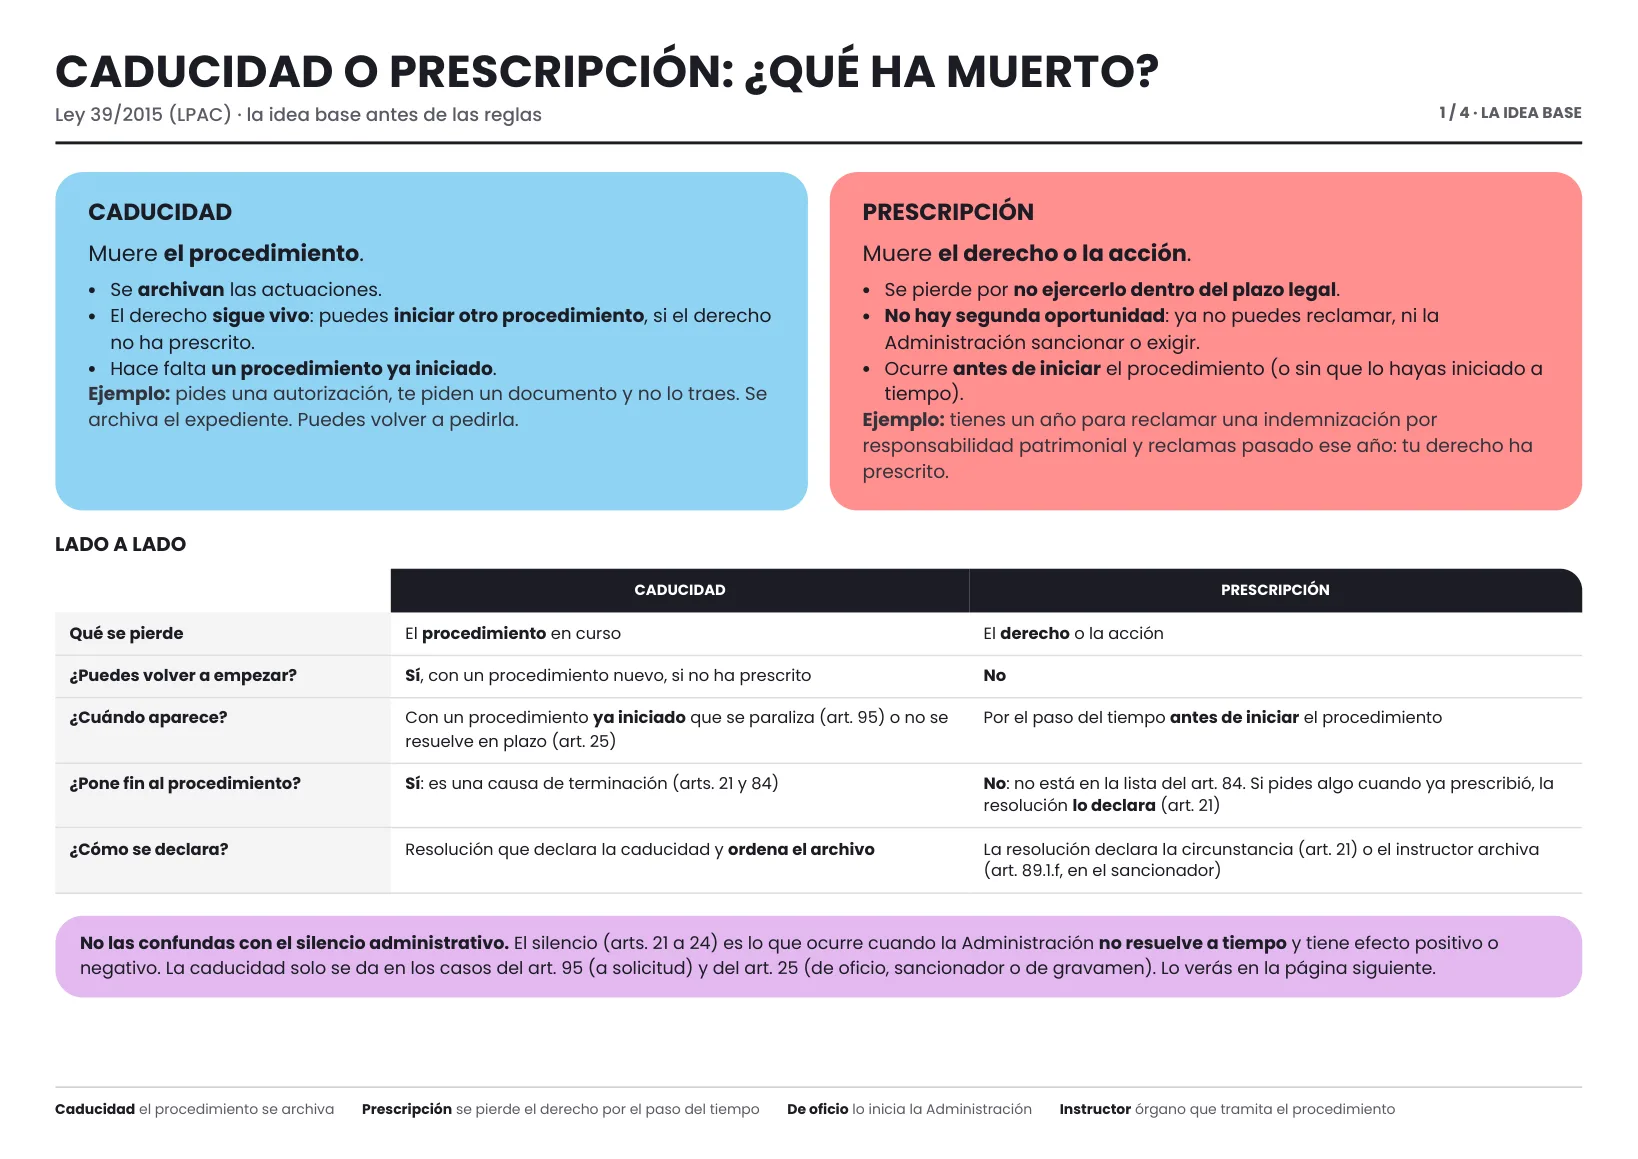 CADUCIDAD O PRESCRIPCIÓN: ¿QUÉ HA MUERTO?
Ley 39/2015 (LPAC) · la idea base antes de las reglas
1 / 4 · LA IDEA BASE
CADUCIDAD
Muere el procedimiento.
• Se archivan las actuaciones.
• El derecho sigue vivo: puedes iniciar otro procedimiento, si el derecho
no ha prescrito.
• Hace falta un procedimiento ya iniciado.
Ejemplo: pides una autorización, te piden un documento y no lo traes. Se
archiva el expediente. Puedes volver a pedirla.
PRESCRIPCIÓN
Muere el derecho o la acción.
• Se pierde por no ejercerlo dentro del plazo legal.
• No hay segunda oportunidad: ya no puedes reclamar, ni la
Administración sancionar o exigir.
• Ocurre antes de iniciar el procedimiento (o sin que lo hayas iniciado a
tiempo).
Ejemplo: tienes un año para reclamar una indemnización por
responsabilidad patrimonial y reclamas pasado ese año: tu derecho ha
prescrito.
LADO A LADO
CADUCIDAD
PRESCRIPCIÓN
Qué se pierde
El procedimiento en curso
El derecho o la acción
¿Puedes volver a empezar?
Sí, con un procedimiento nuevo, si no ha prescrito
No
¿Cuándo aparece?
Con un procedimiento ya iniciado que se paraliza (art. 95) o no se
resuelve en plazo (art. 25)
Por el paso del tiempo antes de iniciar el procedimiento
¿Pone fin al procedimiento?
Sí: es una causa de terminación (arts. 21 y 84)
No: no está en la lista del art. 84. Si pides algo cuando ya prescribió, la
resolución lo declara (art. 21)
¿Cómo se declara?
Resolución que declara la caducidad y ordena el archivo
La resolución declara la circunstancia (art. 21) o el instructor archiva
(art. 89.1.f, en el sancionador)
No las confundas con el silencio administrativo. El silencio (arts. 21 a 24) es lo que ocurre cuando la Administración no resuelve a tiempo y tiene efecto positivo o
negativo. La caducidad solo se da en los casos del art. 95 (a solicitud) y del art. 25 (de oficio, sancionador o de gravamen). Lo verás en la página siguiente.
Caducidad el procedimiento se archiva
Prescripción se pierde el derecho por el paso del tiempo
De oficio lo inicia la Administración
Instructor órgano que tramita el procedimiento